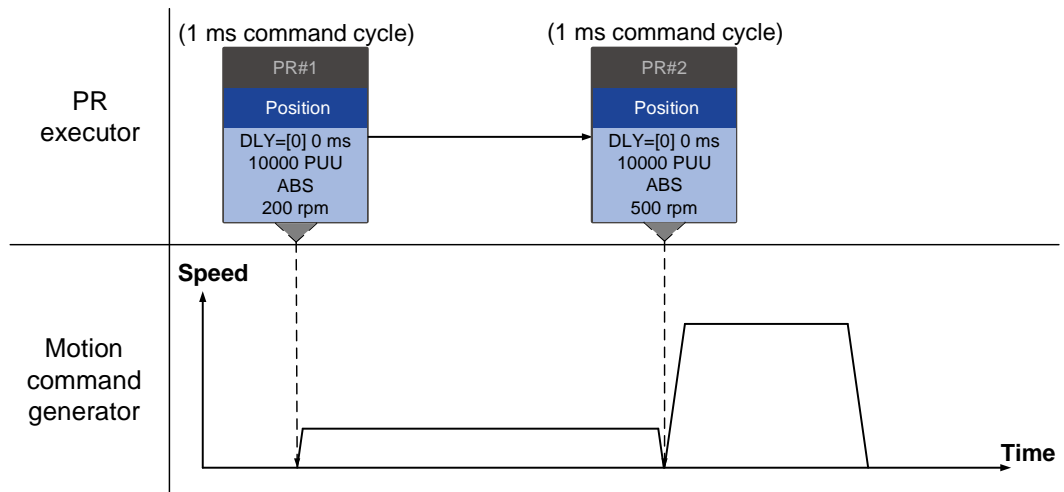 (1 ms command cycle)
(1 ms command cycle)
PR
executor
PR#1
Position
DLY=[0] 0 ms
10000 PUU
ABS
200 rpm
PR#2
Position
DLY=[0] 0 ms
10000 PUU
ABS
500 rpm
Motion
command
generator
Speed
Time